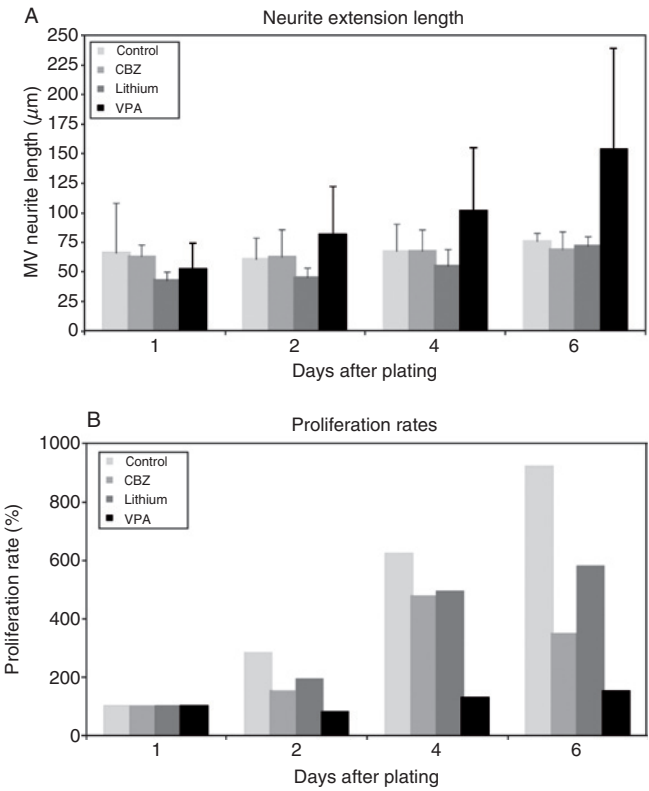 A
Neurite extension length
MV neurite length (μm)
250
225
200
175
150
125
100
75
50
25
0
Control
CBZ
Lithium
VPA
1 2 4 6
Days after plating
B
Proliferation rates
Proliferation rate (%)
1000
800
600
400
200
0
Control
CBZ
Lithium
VPA
1 2 4 6
Days after plating